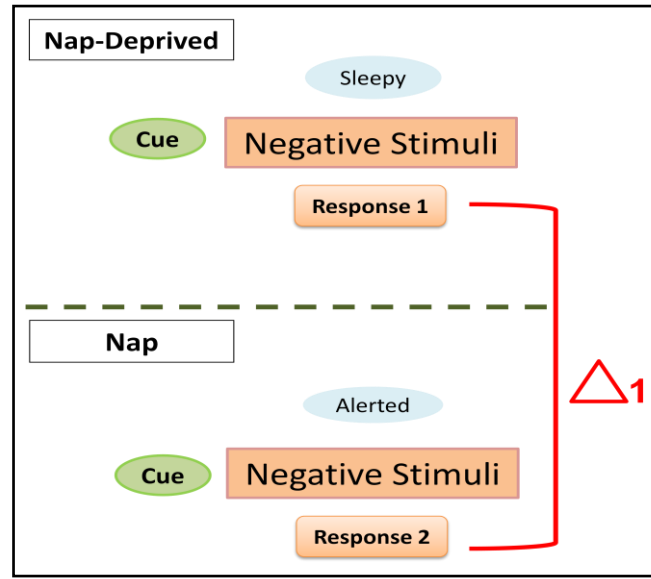 Nap-Deprived
Sleepy
Cue
Negative Stimuli
Response 1
Nap
△1
Alerted
Cue
Negative Stimuli
Response 2